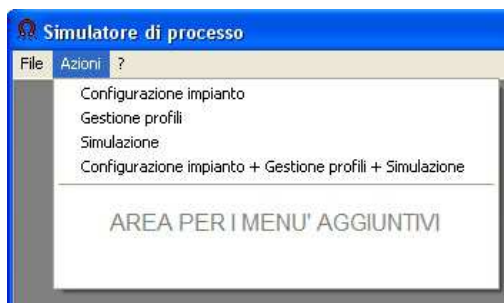 Simulatore di processo
File Azioni ?
Configurazione impianto
Gestione profili
Simulazione
Configurazione impianto + Gestione profili + Simulazione
AREA PER I MENU' AGGIUNTIVI